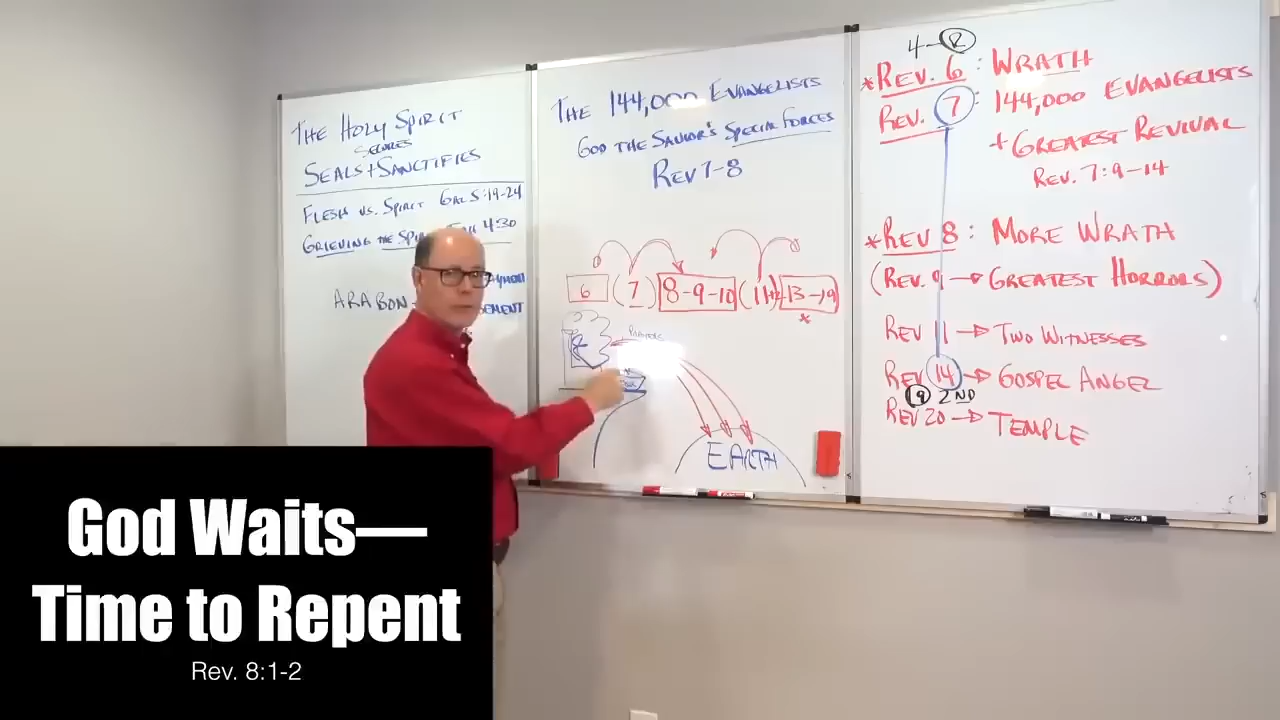 THE HOLY SPIRIT
SECURES
SEALS + SANCTIFIES
FLESH VS. SPIRIT GAL 5:19-24
GRIEVING THE 4:30
ARABON
THE 144,000 EVANGELISTS
GOD THE SAVIOR'S SPECIAL FORCES
REV 7-8
6 (7) 8-9-10 (11+ 13-19
*
PRAYERS
EARTH
4-R
*REV. 6: WRATH
REV. 7: 144,000 EVANGELISTS
+ GREATEST REVIVAL
REV. 7:9-14
*REV 8: MORE WRATH
(REV. 9 → GREATEST HORRORS)
REV 11 → TWO WITNESSES
REV 14 → GOSPEL ANGEL
19 2ND
REV 20 → TEMPLE
God Waits—
Time to Repent
Rev. 8:1-2